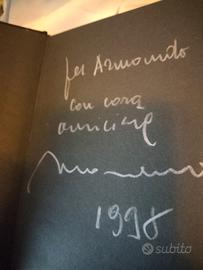 per Armando
con cara
amicizia
1998
subito